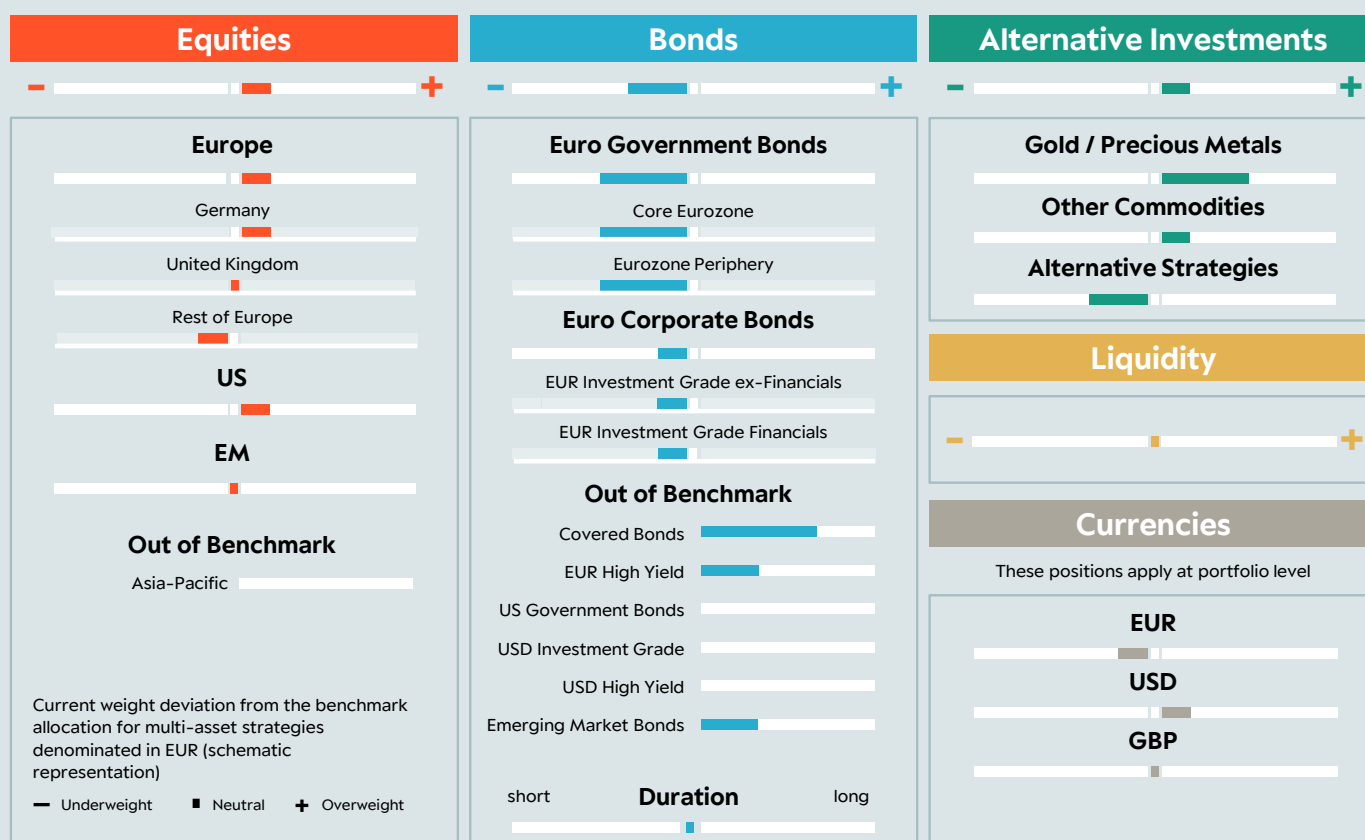 Equities
− +
Europe
Germany
United Kingdom
Rest of Europe
US
EM
Out of Benchmark
Asia-Pacific
Current weight deviation from the benchmark
allocation for multi-asset strategies
denominated in EUR (schematic
representation)
− Underweight ■ Neutral + Overweight
Bonds
− +
Euro Government Bonds
Core Eurozone
Eurozone Periphery
Euro Corporate Bonds
EUR Investment Grade ex-Financials
EUR Investment Grade Financials
Out of Benchmark
Covered Bonds
EUR High Yield
US Government Bonds
USD Investment Grade
USD High Yield
Emerging Market Bonds
short Duration long
Alternative Investments
− +
Gold / Precious Metals
Other Commodities
Alternative Strategies
Liquidity
− +
Currencies
These positions apply at portfolio level
EUR
USD
GBP